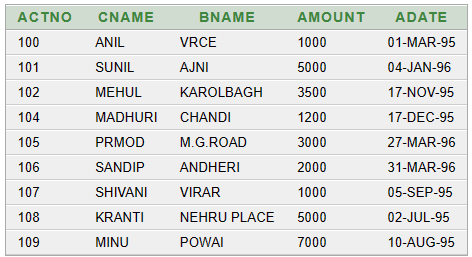 ACTNO CNAME BNAME AMOUNT ADATE
100 ANIL VRCE 1000 01-MAR-95
101 SUNIL AJNI 5000 04-JAN-96
102 MEHUL KAROLBAGH 3500 17-NOV-95
104 MADHURI CHANDI 1200 17-DEC-95
105 PRMOD M.G.ROAD 3000 27-MAR-96
106 SANDIP ANDHERI 2000 31-MAR-96
107 SHIVANI VIRAR 1000 05-SEP-95
108 KRANTI NEHRU PLACE 5000 02-JUL-95
109 MINU POWAI 7000 10-AUG-95